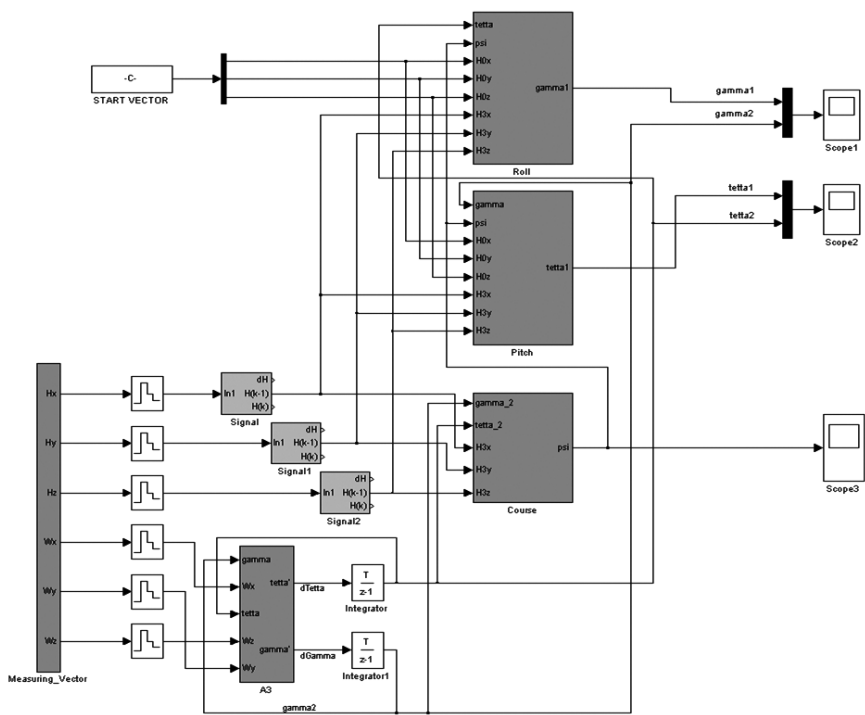 tetta
psi
H0x
H0y
H0z
H3x
H3y
H3z
gamma1
Roll
-C-
START VECTOR
gamma1
gamma2
Scope1
gamma
psi
H0x
H0y
H0z
H3x
H3y
H3z
tetta1
Pitch
tetta1
tetta2
Scope2
Hx
Hy
Hz
Wx
Wy
Wz
Measuring_Vector
In1
dH
H(k-1)
H(k)
Signal
In1
dH
H(k-1)
H(k)
Signal1
In1
dH
H(k-1)
H(k)
Signal2
gamma_2
tetta_2
H3x
H3y
H3z
psi
Course
Scope3
gamma
Wx
tetta
Wz
Wy
tetta'
gamma'
A3
dTetta
T
z-1
Integrator
dGamma
T
z-1
Integrator1
gamma2